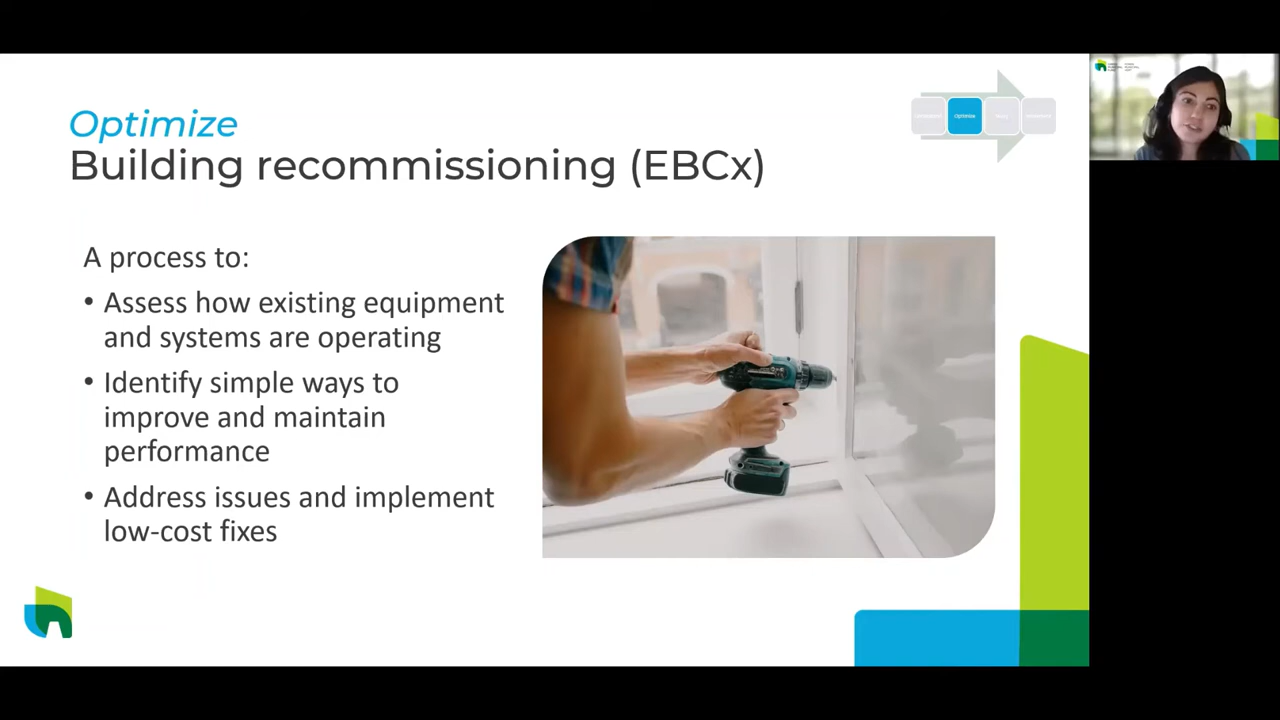 Optimize
Building recommissioning (EBCx)
Optimize
A process to:
• Assess how existing equipment
and systems are operating
• Identify simple ways to
improve and maintain
performance
• Address issues and implement
low-cost fixes